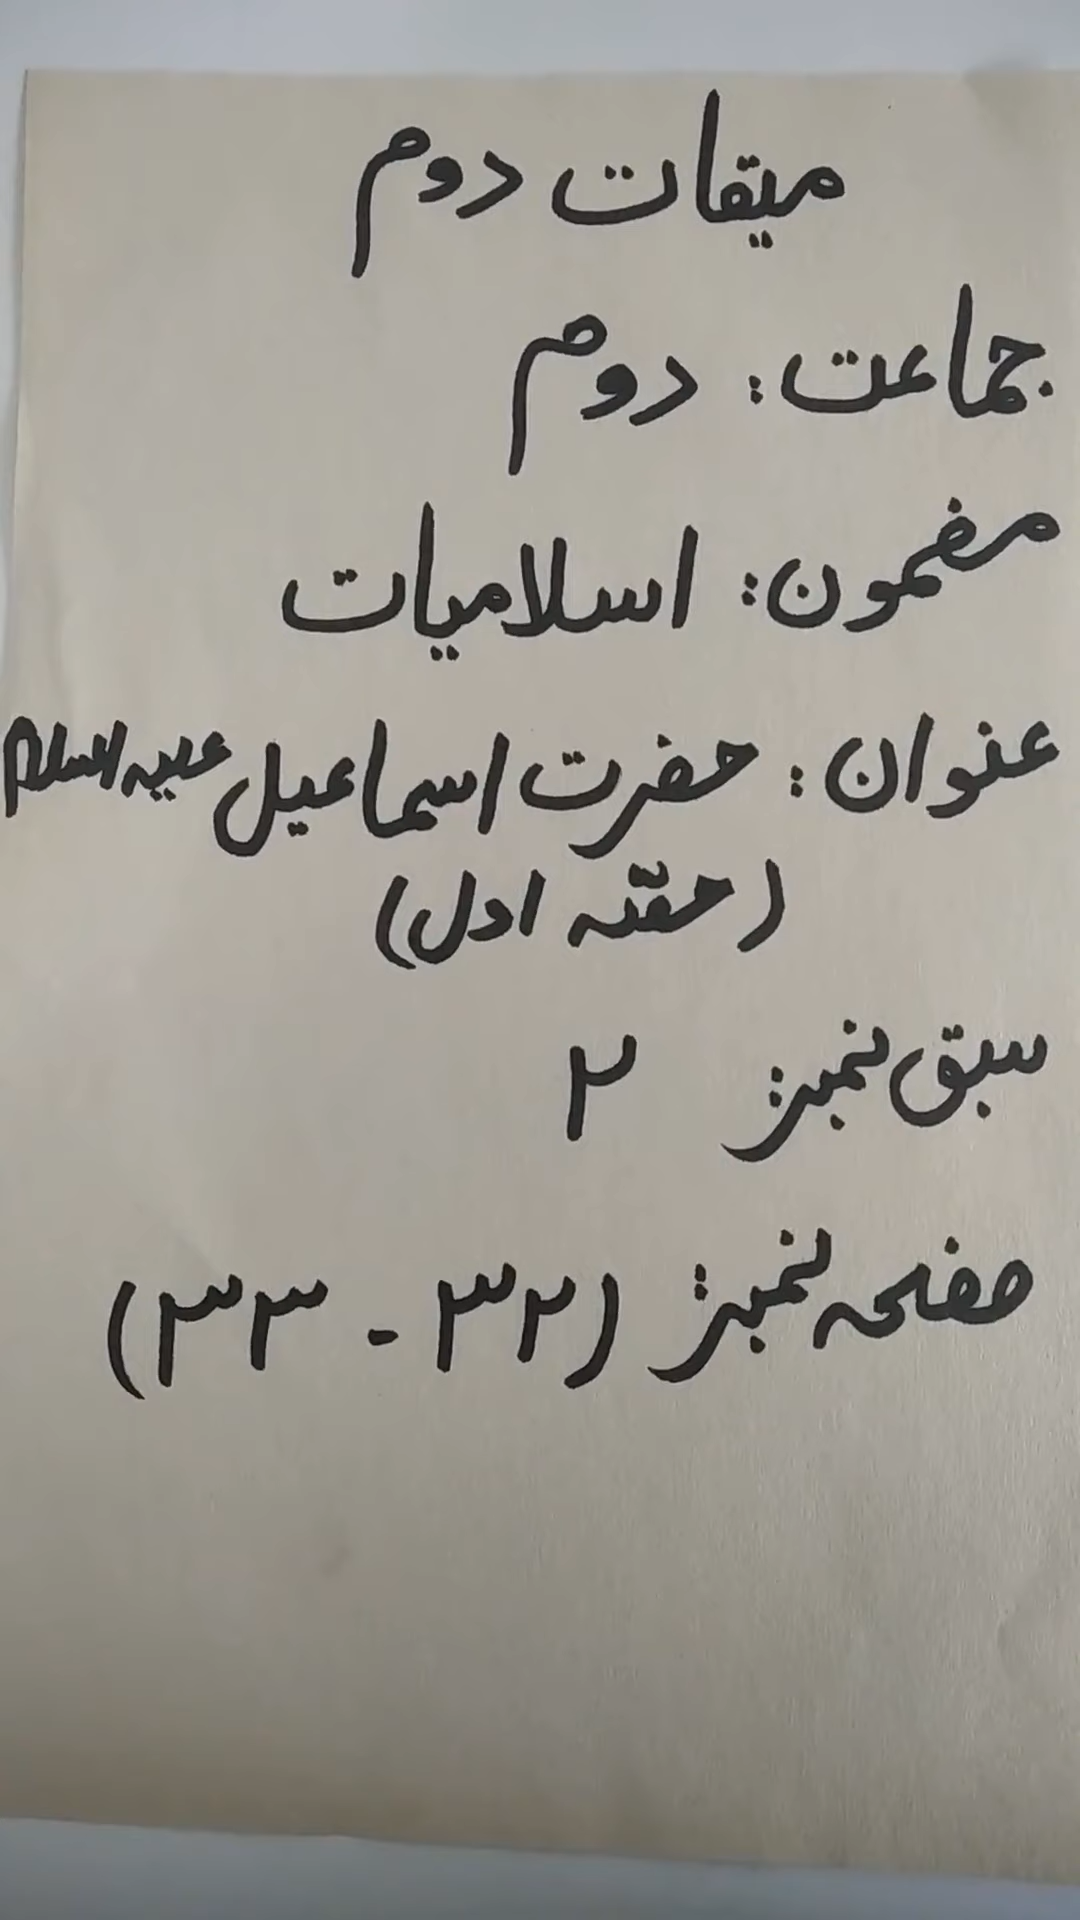 میقات دوم
جماعت: دوم
مضمون: اسلامیات
عنوان: حضرت اسماعیل علیہ السلام
(حصّہ اول)
سبق نمبر: ۲
صفحہ نمبر: (۳۲ - ۳۳)